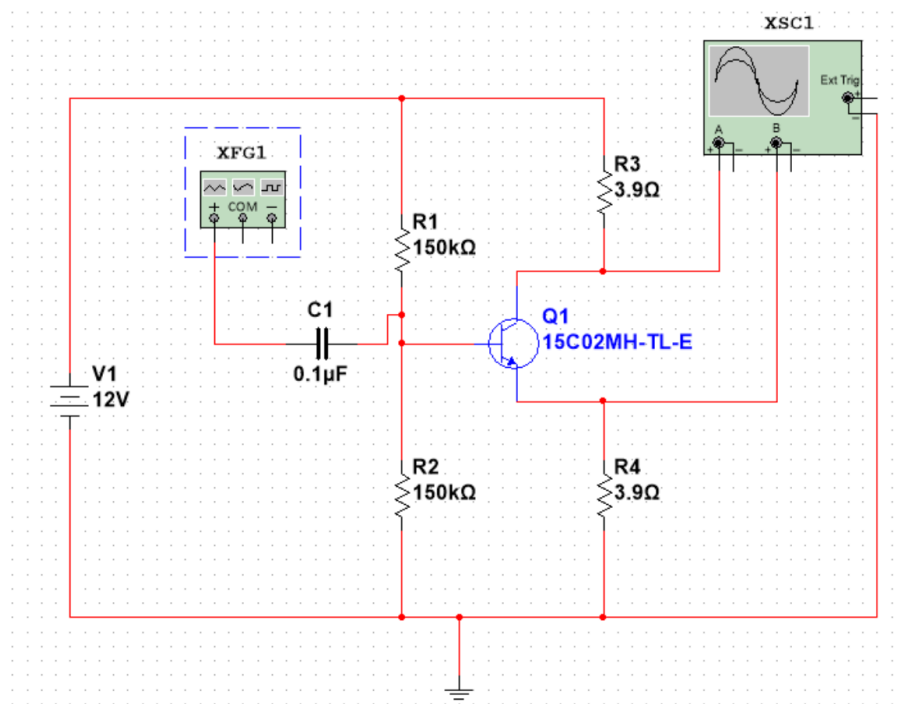 XSC1
Ext Trig
+
−
A
B
+ − + −
XFG1
+ COM −
R3
3.9Ω
R1
150kΩ
C1
0.1µF
Q1
15C02MH-TL-E
V1
12V
R2
150kΩ
R4
3.9Ω